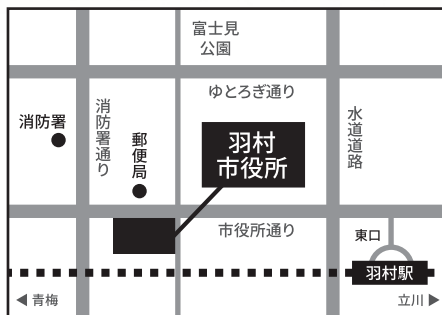 富士見
公園
ゆとろぎ通り
消防署
消防署通り
郵便局
羽村
市役所
水道道路
市役所通り
東口
羽村駅
◀青梅
立川▶